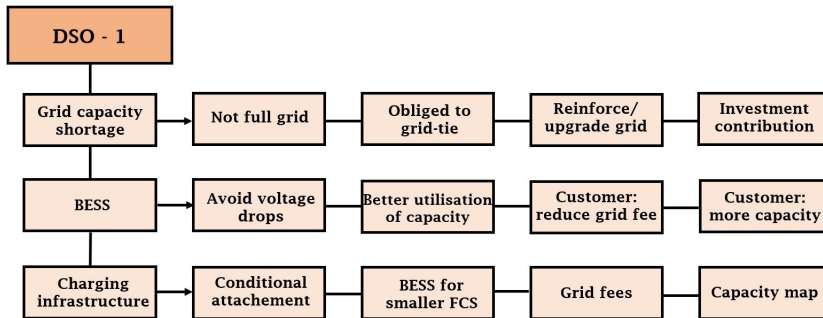 DSO - 1
Grid capacity
shortage
Not full grid
Obliged to
grid-tie
Reinforce/
upgrade grid
Investment
contribution
BESS
Avoid voltage
drops
Better utilisation
of capacity
Customer:
reduce grid fee
Customer:
more capacity
Charging
infrastructure
Conditional
attachement
BESS for
smaller FCS
Grid fees
Capacity map